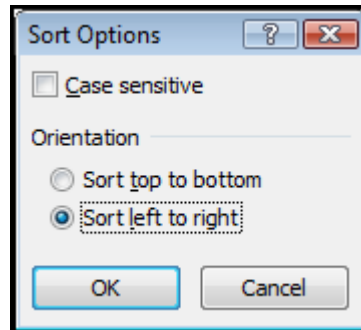 Sort Options
Case sensitive
Orientation
Sort top to bottom
Sort left to right
OK Cancel